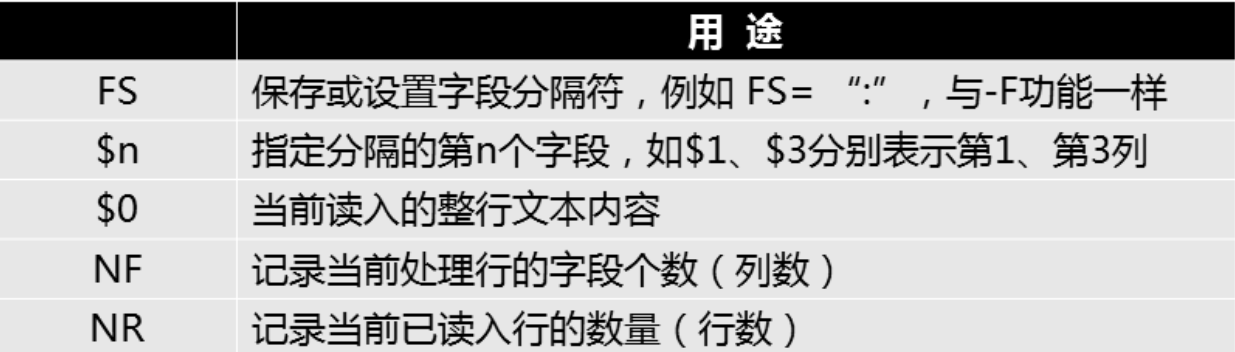 用 途
FS 保存或设置字段分隔符，例如 FS= “:” ，与-F功能一样
$n 指定分隔的第n个字段，如$1、$3分别表示第1、第3列
$0 当前读入的整行文本内容
NF 记录当前处理行的字段个数（列数）
NR 记录当前已读入行的数量（行数）